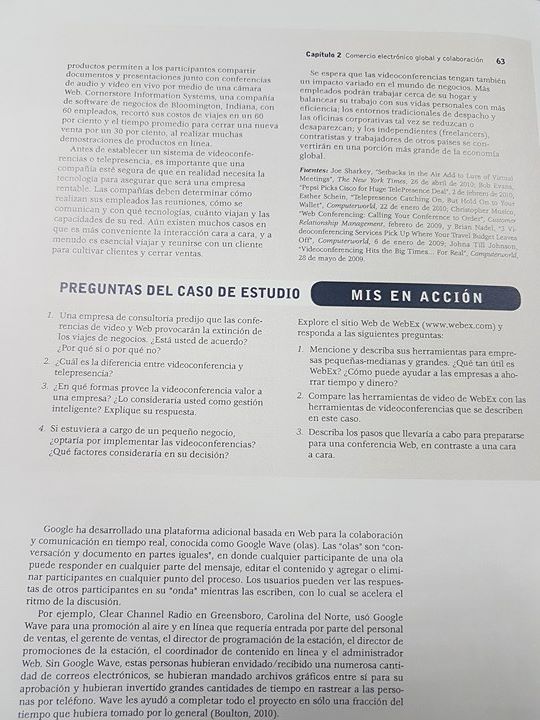 Capítulo 2 Comercio electrónico global y colaboración 63
productos permiten a los participantes compartir
documentos y presentaciones junto con conferencias
de audio y video en vivo por medio de una cámara
Web. Cornerstore Information Systems, una compañía
de software de negocios de Bloomington, Indiana, con
60 empleados, recortó sus costos de viajes en un 60
por ciento y el tiempo promedio para cerrar una nueva
venta por un 30 por ciento, al realizar muchas
demostraciones de productos en línea.
Antes de establecer un sistema de videoconfe-
rencias o telepresencia, es importante que una
compañía esté segura de que en realidad necesita la
tecnología para asegurar que será una empresa
rentable. Las compañías deben determinar cómo
realizan sus empleados las reuniones, cómo se
comunican y con qué tecnologías, cuánto viajan y las
capacidades de su red. Aún existen muchos casos en
que es más conveniente la interacción cara a cara, y a
menudo es esencial viajar y reunirse con un cliente
para cultivar clientes y cerrar ventas.
Se espera que las videoconferencias tengan también
un impacto variado en el mundo de negocios. Más
empleados podrán trabajar cerca de su hogar y
balancear su trabajo con sus vidas personales con más
eficiencia; los entornos tradicionales de despacho y
las oficinas corporativas tal vez se reduzcan o
desaparezcan; y los independientes (freelancers),
contratistas y trabajadores de otros países se con-
vertirán en una porción más grande de la economía
global.
Fuentes: Joe Sharkey, "Setbacks in the Air Add to Lure of Virtual
Meetings", The New York Times, 26 de abril de 2010; Bob Evans,
"Pepsi Picks Cisco for Huge TelePresence Deal", 2 de febrero de 2010,
Esther Schein, "Telepresence Catching On, But Hold On to Your
Wallet", Computerworld, 22 de enero de 2010; Christopher Musico,
"Web Conferencing: Calling Your Conference to Order", Customer
Relationship Management, febrero de 2009, y Brian Nadel, "3 Vi-
deoconferencing Services Pick Up Where Your Travel Budget Leaves
Off", Computerworld, 6 de enero de 2009; Johna Till Johnson,
"Videoconferencing Hits the Big Times... For Real", Computerworld,
28 de mayo de 2009.
PREGUNTAS DEL CASO DE ESTUDIO
1. Una empresa de consultoría predijo que las confe-
rencias de video y Web provocarán la extinción de
los viajes de negocios. ¿Está usted de acuerdo?
¿Por qué sí o por qué no?
2. ¿Cuál es la diferencia entre videoconferencia y
telepresencia?
3. ¿En qué formas provee la videoconferencia valor a
una empresa? ¿Lo consideraría usted como gestión
inteligente? Explique su respuesta.
4. Si estuviera a cargo de un pequeño negocio,
¿optaría por implementar las videoconferencias?
¿Qué factores consideraría en su decisión?
MIS EN ACCIÓN
Explore el sitio Web de WebEx (www.webex.com) y
responda a las siguientes preguntas:
1. Mencione y describa sus herramientas para empre-
sas pequeñas-medianas y grandes. ¿Qué tan útil es
WebEx? ¿Cómo puede ayudar a las empresas a aho-
rrar tiempo y dinero?
2. Compare las herramientas de video de WebEx con las
herramientas de videoconferencias que se describen
en este caso.
3. Describa los pasos que llevaría a cabo para prepararse
para una conferencia Web, en contraste a una cara
a cara.
Google ha desarrollado una plataforma adicional basada en Web para la colaboración
y comunicación en tiempo real, conocida como Google Wave (olas). Las "olas" son "con-
versación y documento en partes iguales", en donde cualquier participante de una ola
puede responder en cualquier parte del mensaje, editar el contenido y agregar o elimi-
nar participantes en cualquier punto del proceso. Los usuarios pueden ver las respues-
tas de otros participantes en su "onda" mientras las escriben, con lo cual se acelera el
ritmo de la discusión.
Por ejemplo, Clear Channel Radio en Greensboro, Carolina del Norte, usó Google
Wave para una promoción al aire y en línea que requería entrada por parte del personal
de ventas, el gerente de ventas, el director de programación de la estación, el director de
promociones de la estación, el coordinador de contenido en línea y el administrador
Web. Sin Google Wave, estas personas hubieran envidado/recibido una numerosa canti-
dad de correos electrónicos, se hubieran mandado archivos gráficos entre sí para su
aprobación y hubieran invertido grandes cantidades de tiempo en rastrear a las perso-
nas por teléfono. Wave les ayudó a completar todo el proyecto en sólo una fracción del
tiempo que hubiera tomado por lo general (Boulton, 2010).